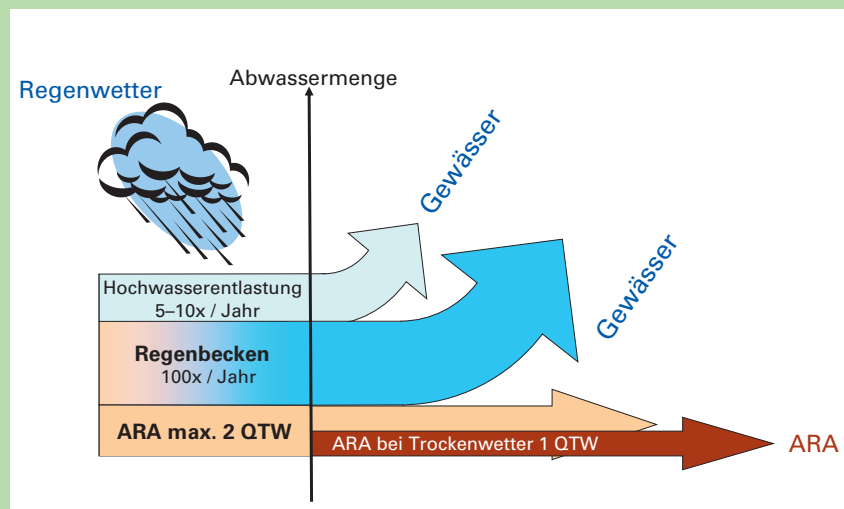 Regenwetter
Abwassermenge
Gewässer
Gewässer
Hochwasserentlastung
5–10x / Jahr
Regenbecken
100x / Jahr
ARA max. 2 QTW
ARA bei Trockenwetter 1 QTW
ARA